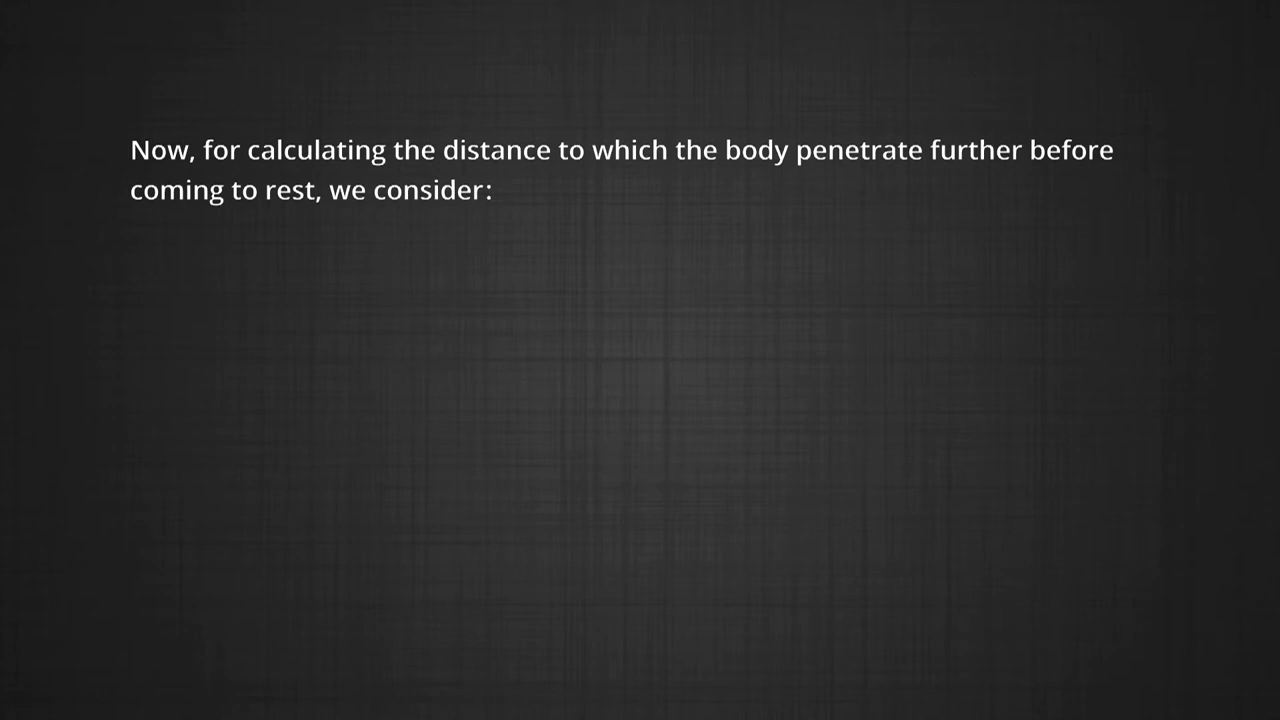 Now, for calculating the distance to which the body penetrate further before
coming to rest, we consider: